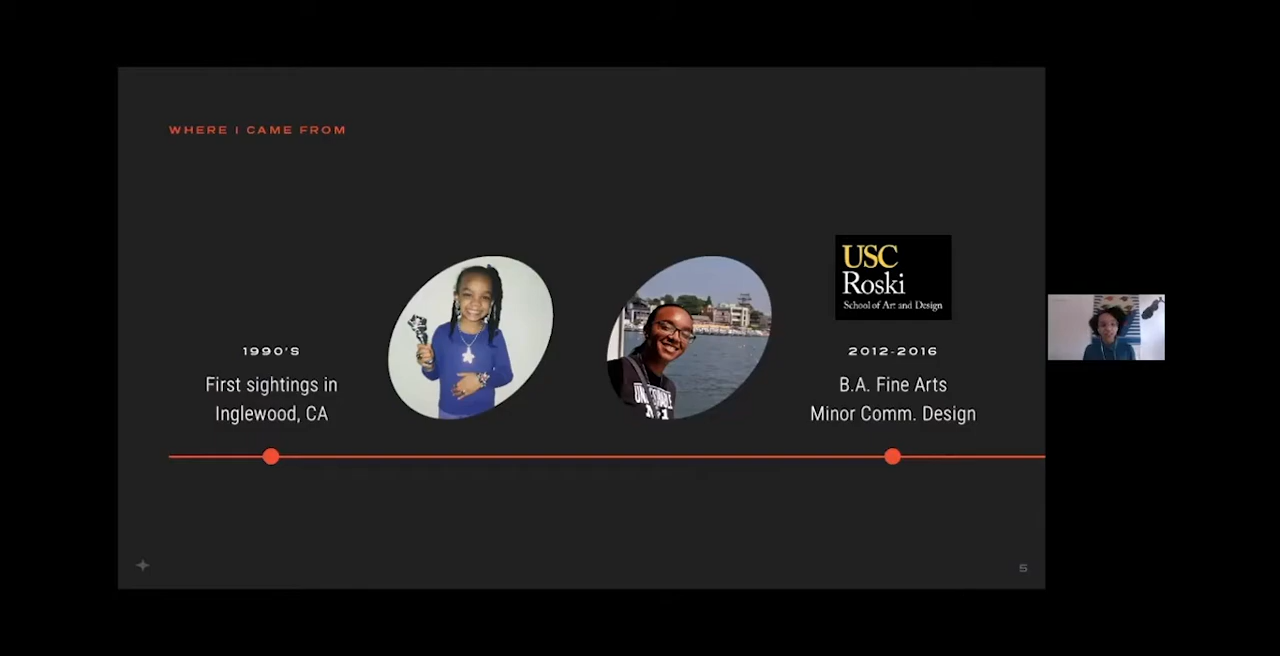 WHERE I CAME FROM
1990'S
First sightings in
Inglewood, CA
USC
Roski
School of Art and Design
2012-2016
B.A. Fine Arts
Minor Comm. Design
5